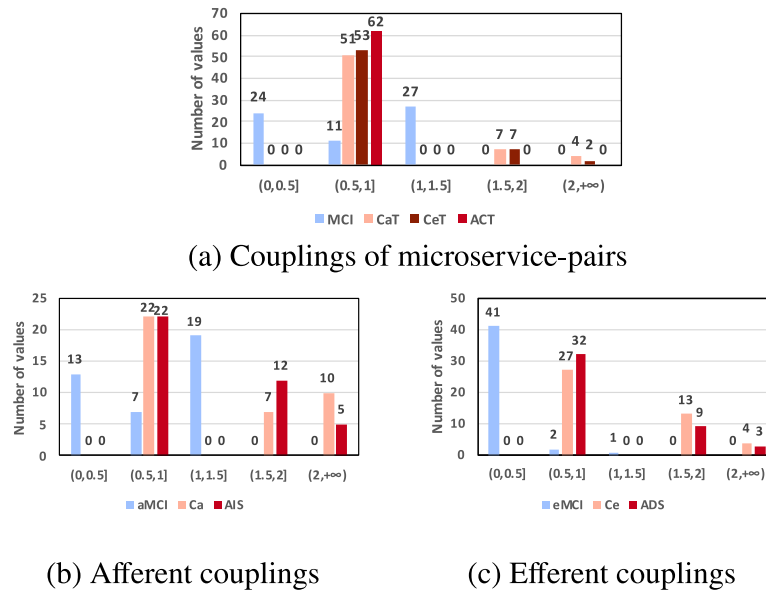 70
60
50
40
30
20
10
0
Number of values
24 0 0 0
11 51 53 62
27 0 0 0
0 7 7 0
0 4 2 0
(0,0.5] (0.5,1] (1,1.5] (1.5,2] (2,+∞)
MCI CaT CeT ACT
(a) Couplings of microservice-pairs
25
20
15
10
5
0
Number of values
13 0 0
7 22 22
19 0 0
0 7 12
0 10 5
(0,0.5] (0.5,1] (1,1.5] (1.5,2] (2,+∞)
aMCI Ca AIS
(b) Afferent couplings
50
40
30
20
10
0
Number of values
41 0 0
2 27 32
1 0 0
0 13 9
0 4 3
(0,0.5] (0.5,1] (1,1.5] (1.5,2] (2,+∞)
eMCI Ce ADS
(c) Efferent couplings